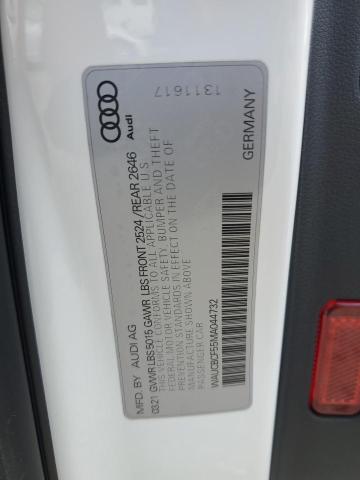 Audi
1311617
GERMANY
MFD. BY AUDI AG
03.21 GVWR LBS 5015 GAWR LBS FRONT 2524 /REAR 2646
THIS VEHICLE CONFORMS TO ALL APPLICABLE U.S.
FEDERAL MOTOR VEHICLE SAFETY, BUMPER AND THEFT
PREVENTION STANDARDS IN EFFECT ON THE DATE OF
MANUFACTURE SHOWN ABOVE
PASSENGER CAR
WAUCBCF55MA044732